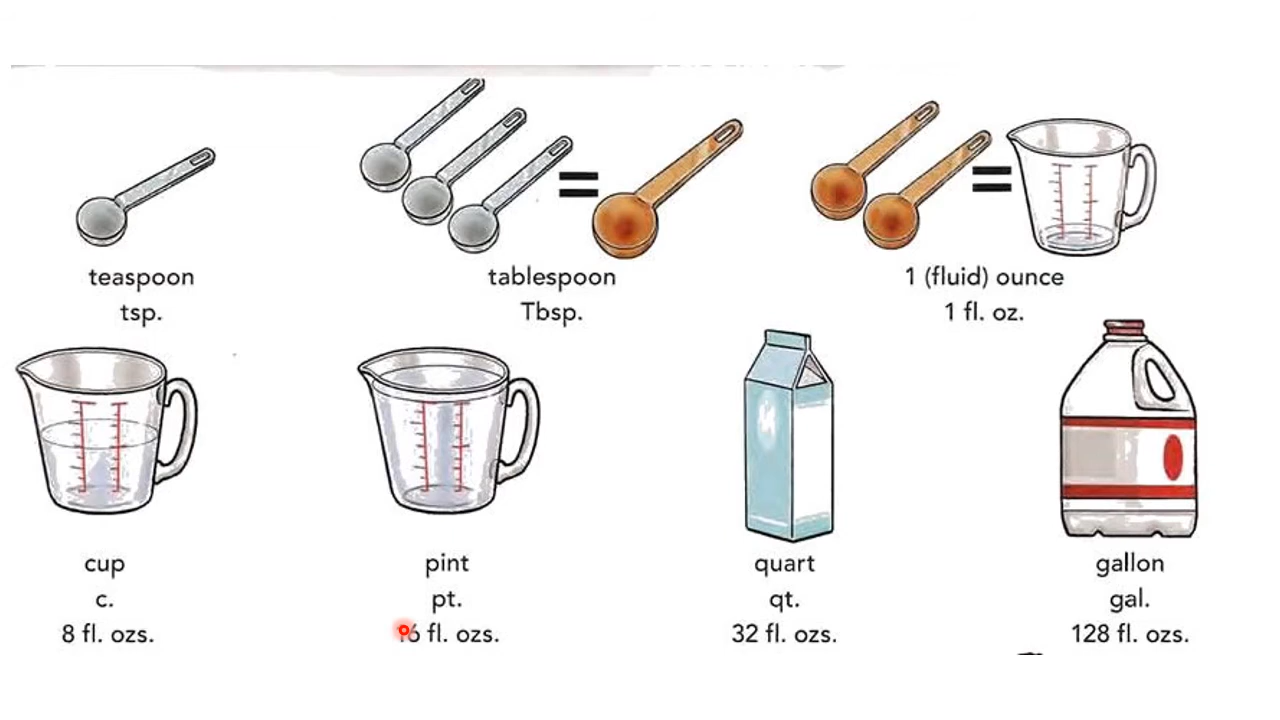 teaspoon
tsp.
tablespoon
Tbsp.
1 (fluid) ounce
1 fl. oz.
cup
c.
8 fl. ozs.
pint
pt.
16 fl. ozs.
quart
qt.
32 fl. ozs.
gallon
gal.
128 fl. ozs.